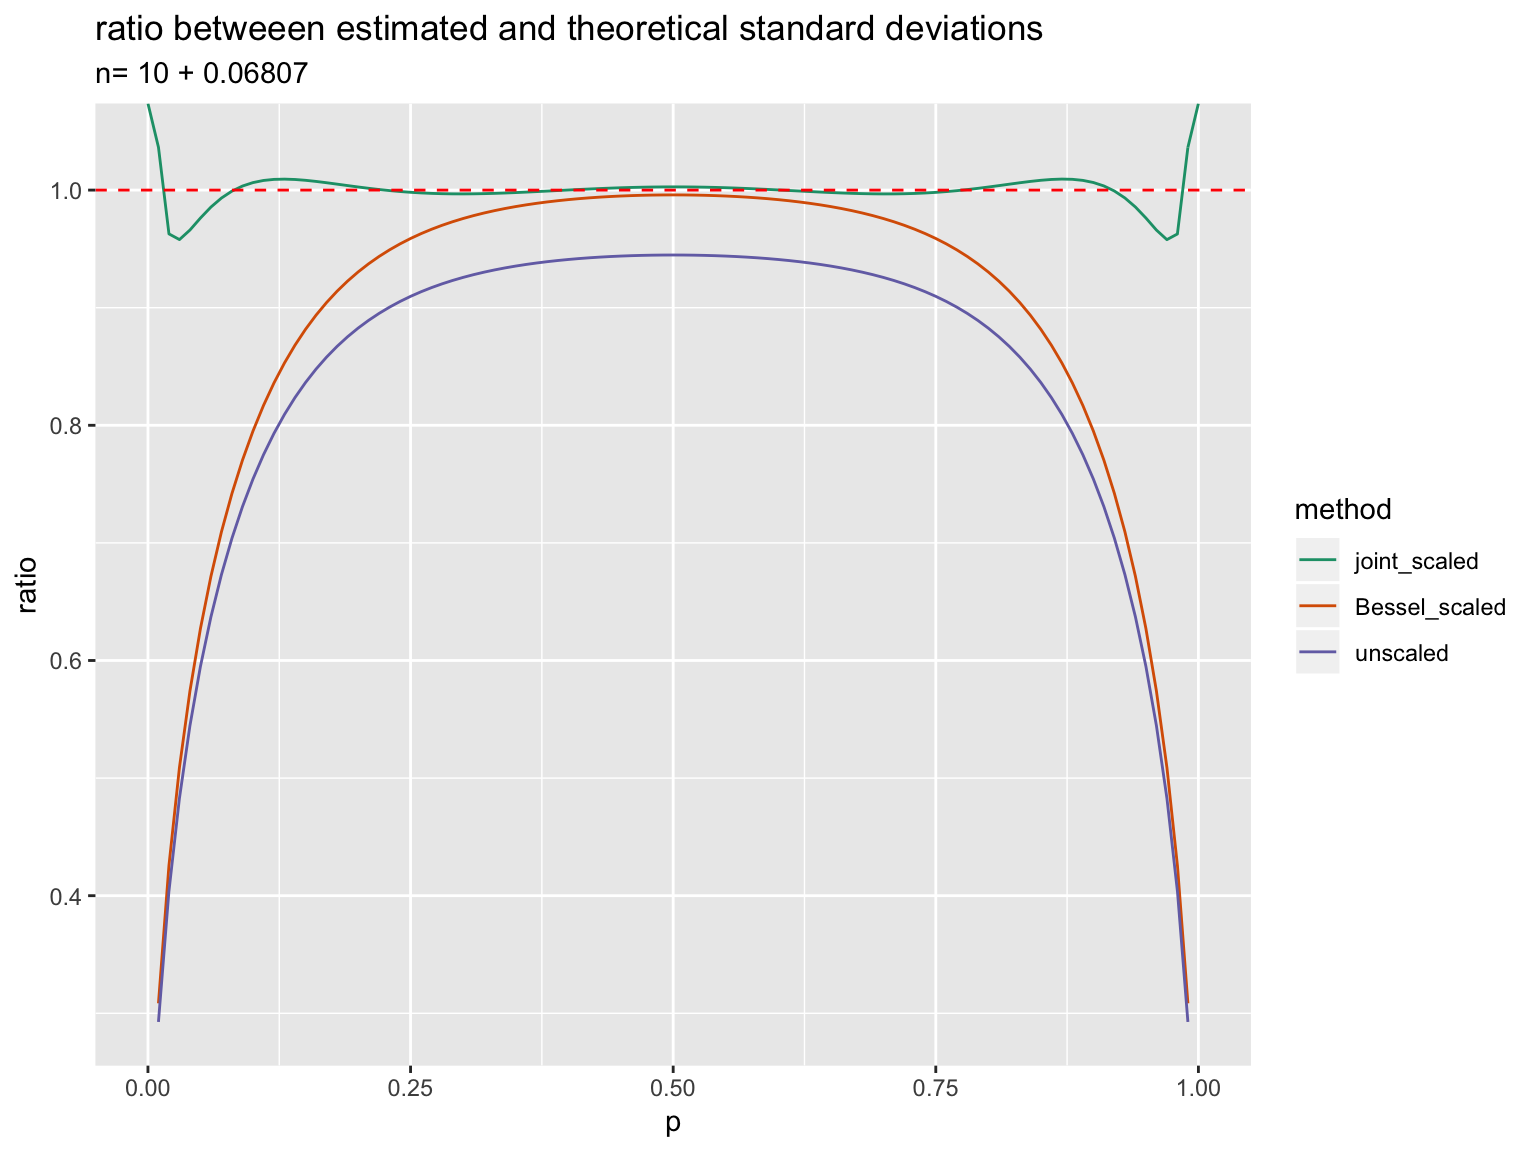 ratio betweeen estimated and theoretical standard deviations
n= 10 + 0.06807
1.0
0.8
0.6
0.4
ratio
0.00
0.25
0.50
0.75
1.00
p
method
joint_scaled
Bessel_scaled
unscaled